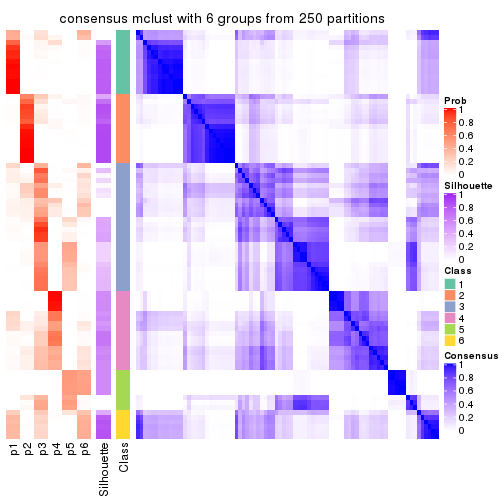 consensus mclust with 6 groups from 250 partitions
Prob
1
0.8
0.6
0.4
0.2
0
Silhouette
1
0.8
0.6
0.4
0.2
0
Class
1
2
3
4
5
6
Consensus
1
0.8
0.6
0.4
0.2
0
p1
p2
p3
p4
p5
p6
Silhouette
Class